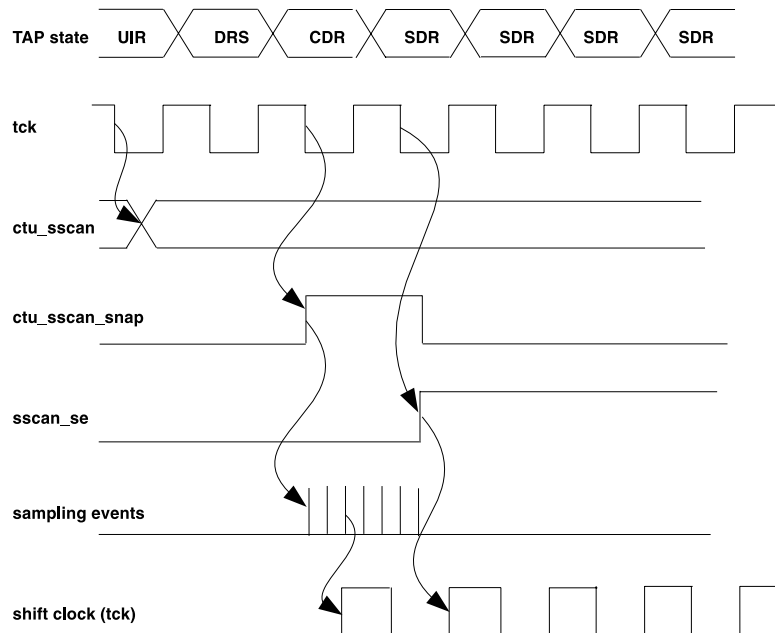 TAP state UIR DRS CDR SDR SDR SDR SDR
tck
ctu_sscan
ctu_sscan_snap
sscan_se
sampling events
shift clock (tck)